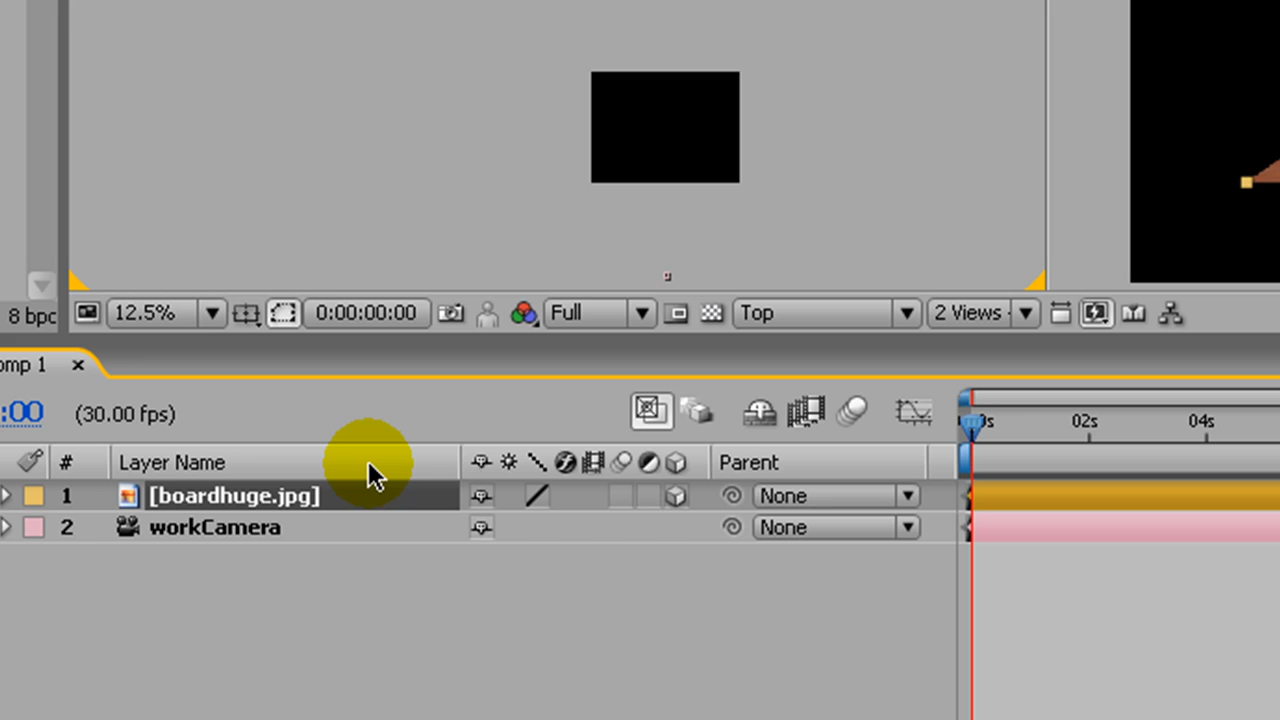 8 bpc 12.5% 0:00:00:00 Full Top 2 Views
omp 1 x
:00 (30.00 fps) 02s 04s
# Layer Name Parent
1 [boardhuge.jpg] None
2 workCamera None